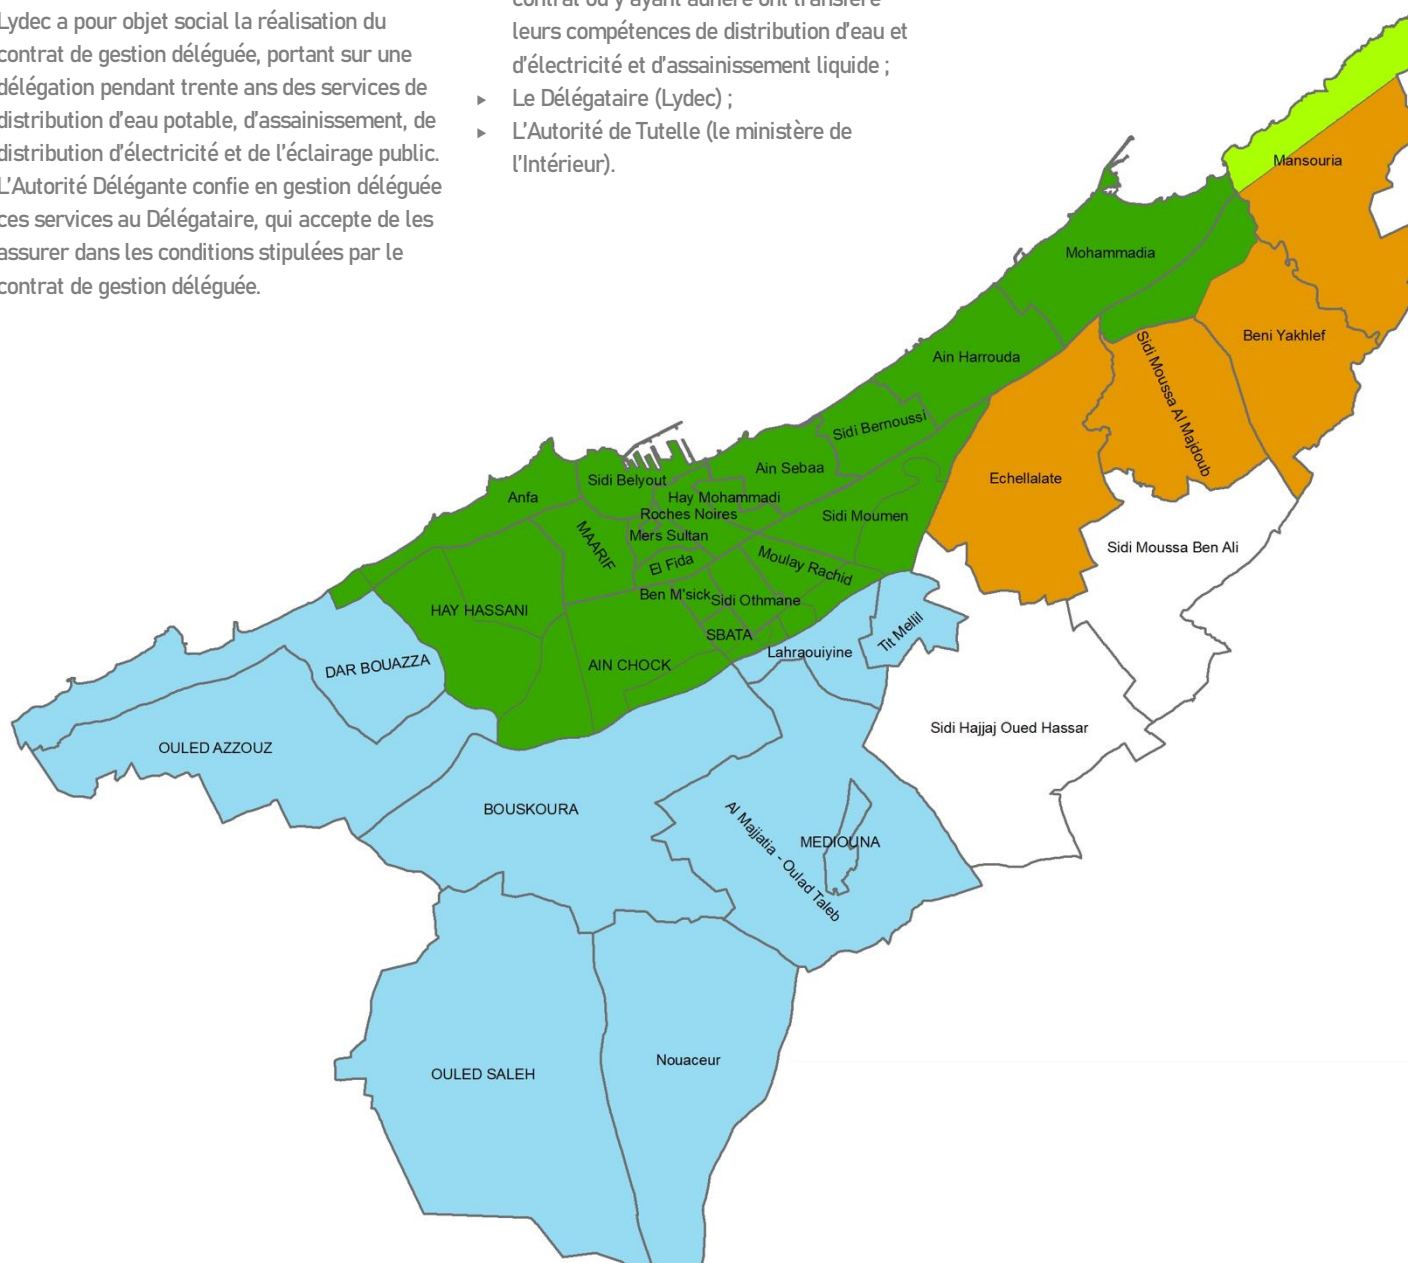 Lydec a pour objet social la réalisation du
contrat de gestion déléguée, portant sur une
délégation pendant trente ans des services de
distribution d'eau potable, d'assainissement, de
distribution d'électricité et de l'éclairage public.
L'Autorité Délégante confie en gestion déléguée
ces services au Délégataire, qui accepte de les
assurer dans les conditions stipulées par le
contrat de gestion déléguée.
contrat ou y ayant adhéré ont transféré
leurs compétences de distribution d'eau et
d'électricité et d'assainissement liquide ;
▸ Le Délégataire (Lydec) ;
▸ L'Autorité de Tutelle (le ministère de
l'Intérieur).
Mansouria
Mohammadia
Beni Yakhlef
Sidi Moussa Al Majdoub
Ain Harrouda
Sidi Bernoussi
Ain Sebaa
Echellalate
Sidi Belyout
Anfa
Hay Mohammadi
Roches Noires
Sidi Moumen
Mers Sultan
MAARIF
Sidi Moussa Ben Ali
El Fida
Moulay Rachid
Ben M'sick
Sidi Othmane
HAY HASSANI
SBATA
Tit Mellil
Lahraouiyine
AIN CHOCK
DAR BOUAZZA
Sidi Hajjaj Oued Hassar
OULED AZZOUZ
BOUSKOURA
MEDIOUNA
Al Majjatia - Oulad Taleb
Nouaceur
OULED SALEH